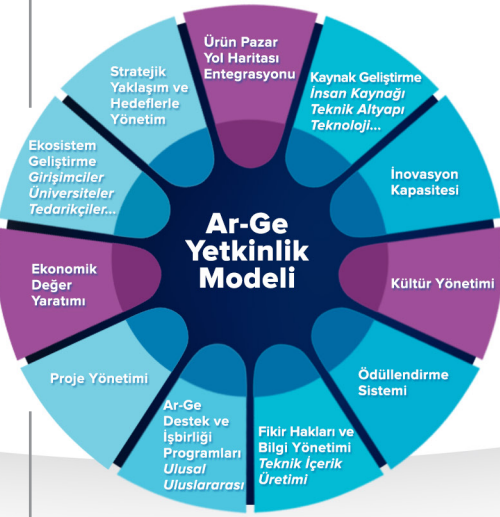 Ar-Ge
Yetkinlik
Modeli
Ürün Pazar
Yol Haritası
Entegrasyonu
Kaynak Geliştirme
İnsan Kaynağı
Teknik Altyapı
Teknoloji...
İnovasyon
Kapasitesi
Kültür Yönetimi
Ödüllendirme
Sistemi
Fikir Hakları ve
Bilgi Yönetimi
Teknik İçerik
Üretimi
Ar-Ge
Destek ve
İşbirliği
Programları
Ulusal
Uluslararası
Proje Yönetimi
Ekonomik
Değer
Yaratımı
Ekosistem
Geliştirme
Girişimciler
Üniversiteler
Tedarikçiler...
Stratejik
Yaklaşım ve
Hedeflerle
Yönetim